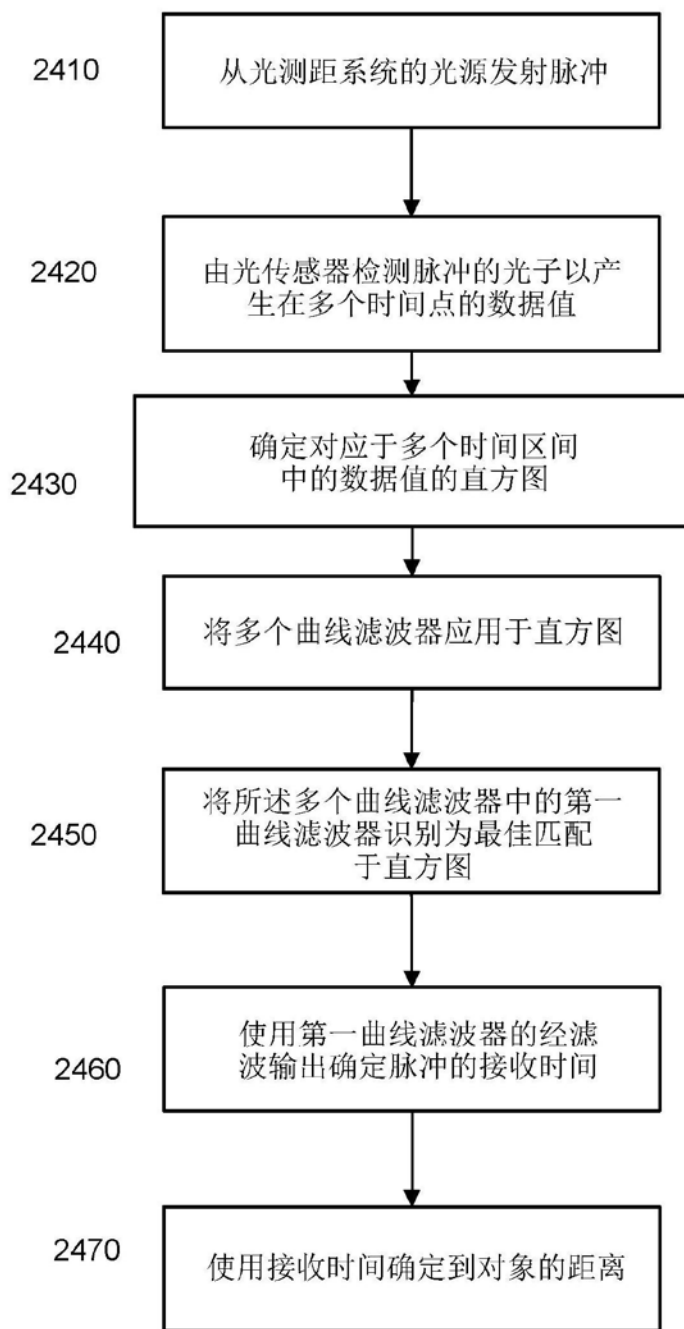 2410
从光测距系统的光源发射脉冲
2420
由光传感器检测脉冲的光子以产
生在多个时间点的数据值
2430
确定对应于多个时间区间
中的数据值的直方图
2440
将多个曲线滤波器应用于直方图
2450
将所述多个曲线滤波器中的第一
曲线滤波器识别为最佳匹配
于直方图
2460
使用第一曲线滤波器的经滤
波输出确定脉冲的接收时间
2470
使用接收时间确定到对象的距离